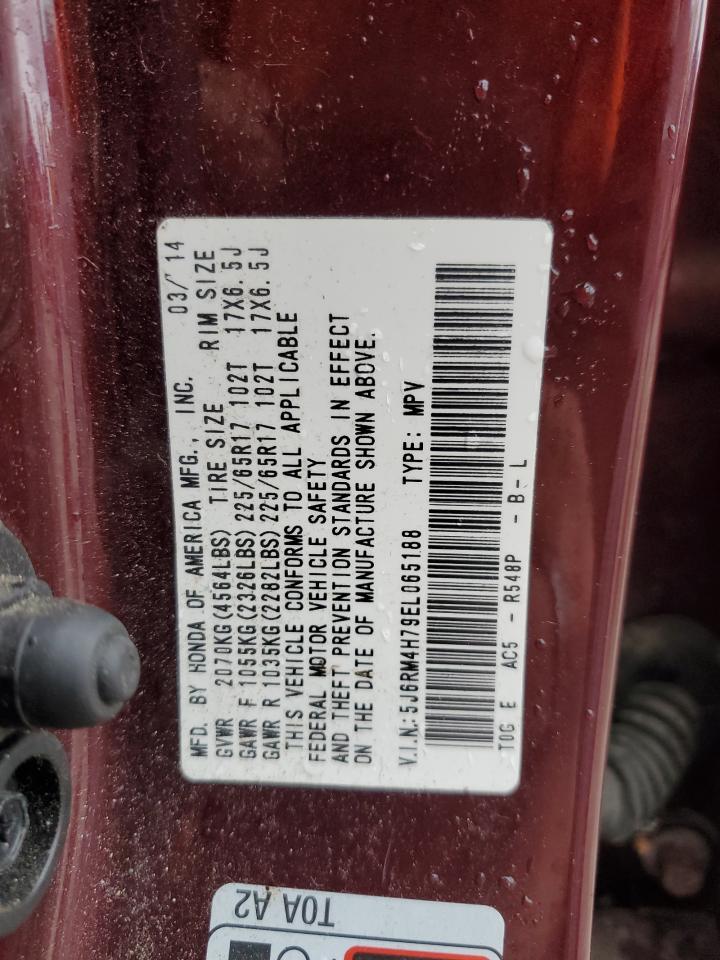 MFD. BY HONDA OF AMERICA MFG., INC. 03/'14
GVWR 2070KG(4564LBS) TIRE SIZE RIM SIZE
GAWR F 1055KG(2326LBS) 225/65R17 102T 17X6.5J
GAWR R 1035KG(2282LBS) 225/65R17 102T 17X6.5J
THIS VEHICLE CONFORMS TO ALL APPLICABLE
FEDERAL MOTOR VEHICLE SAFETY
AND THEFT PREVENTION STANDARDS IN EFFECT
ON THE DATE OF MANUFACTURE SHOWN ABOVE.
V.I.N.: 5J6RM4H79EL065188 TYPE: MPV
T0G E AC5 - R548P - B - L
T0A A2